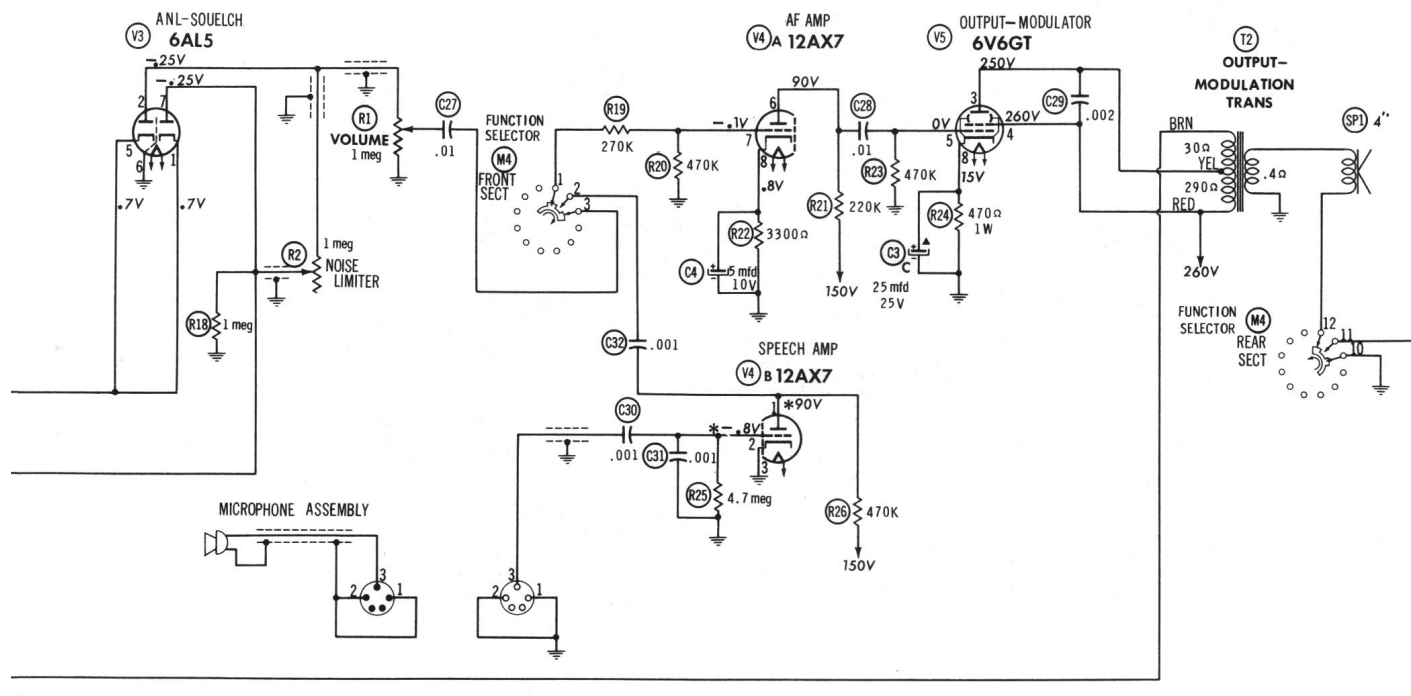 ANL-SQUELCH
V3 6AL5
-.25V
-.25V
2 7
5 6 1
.7V .7V
R1
VOLUME
1 meg
C27
.01
R2
1 meg
NOISE
LIMITER
R18 1 meg
FUNCTION
SELECTOR
M4
FRONT
SECT
1
2
3
R19
270K
R20 470K
AF AMP
V4 A 12AX7
90V
6
-.1V
7
8
.8V
R22 3300Ω
C4 5 mfd
10V
R21 220K
150V
C28
.01
R23 470K
OUTPUT-MODULATOR
V5 6V6GT
250V
3
0V 260V
5 4
8
15V
R24 470Ω
1W
C3
C
25 mfd
25V
C29
.002
T2
OUTPUT-
MODULATION
TRANS
BRN
30Ω
YEL
290Ω
RED
.4Ω
260V
SP1 4"
FUNCTION
SELECTOR
M4
REAR
SECT
12
11
10
C32 .001
SPEECH AMP
V4 B 12AX7
1 *90V
*-.8V
2
3
C30
.001
C31 .001
R25 4.7 meg
R26 470K
150V
MICROPHONE ASSEMBLY
3
2 1
3
2 1